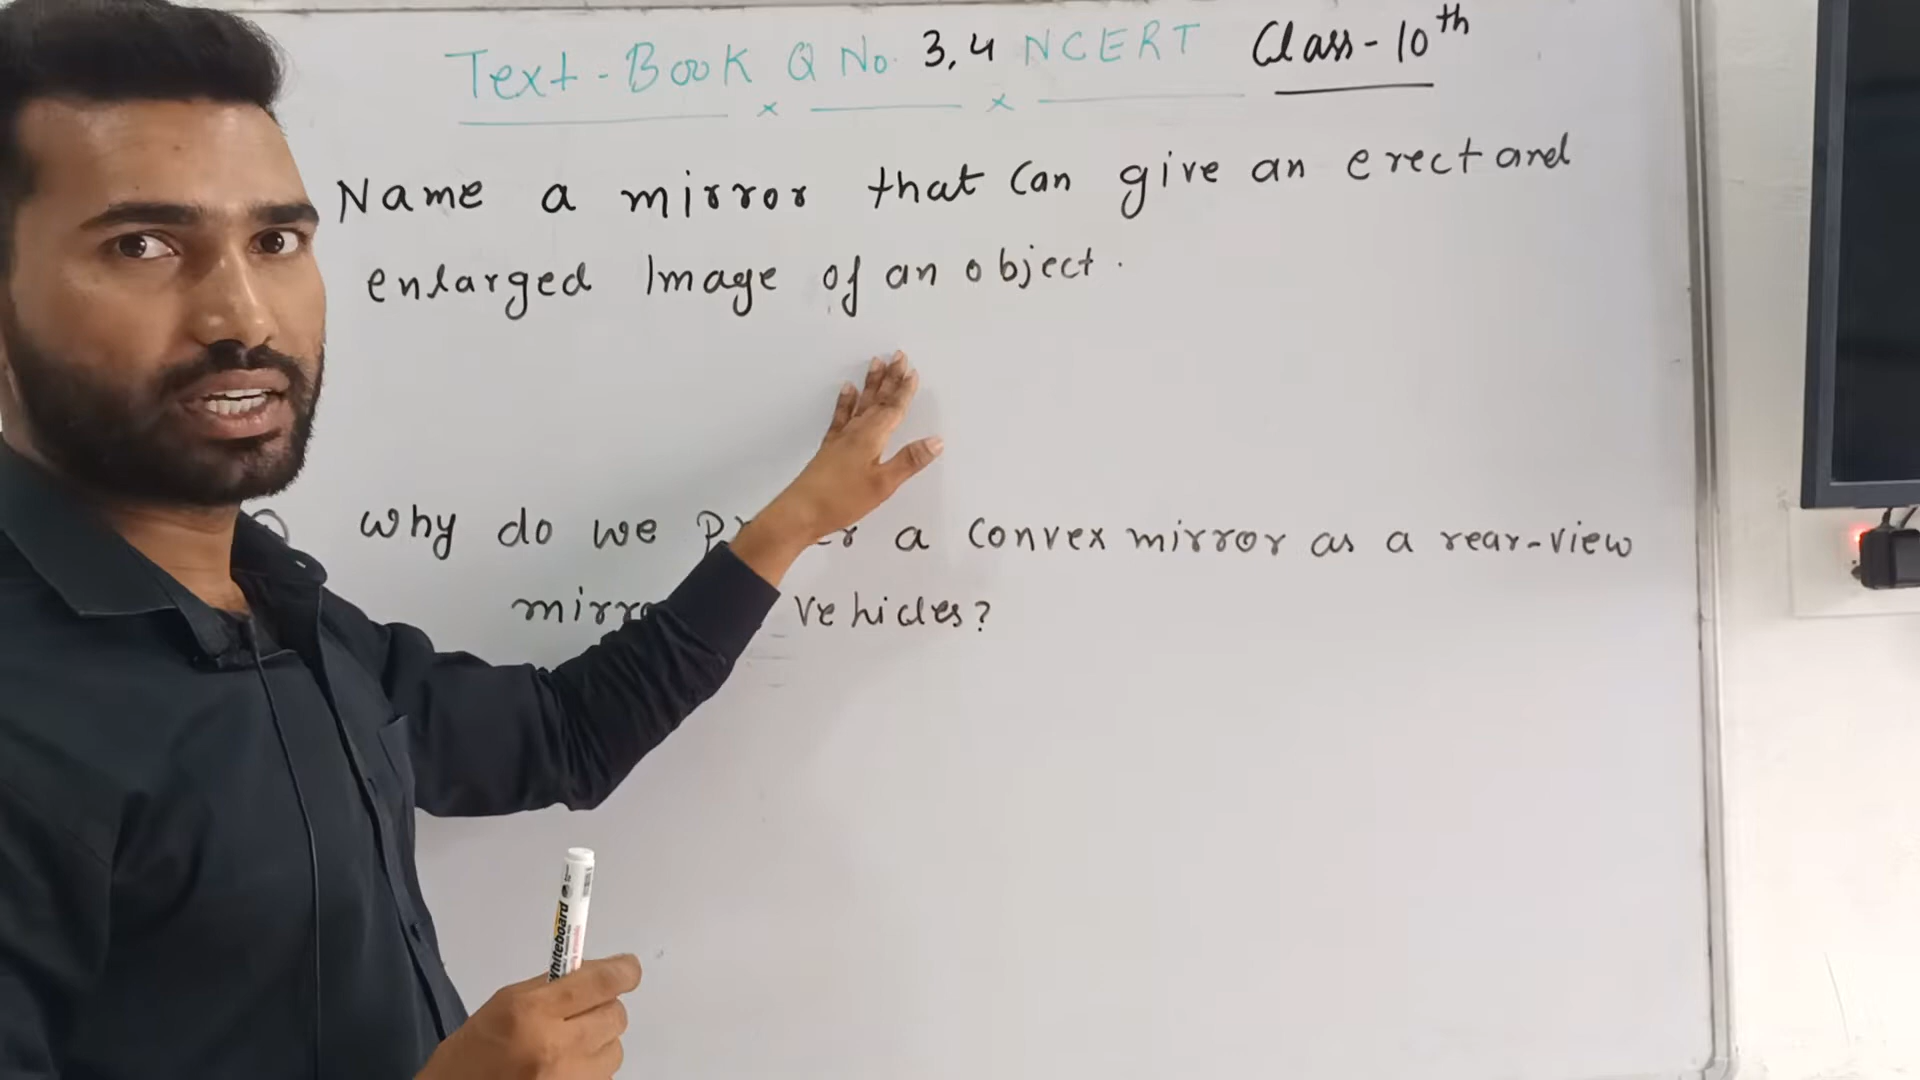 Text-Book Q No. 3,4 NCERT Class-10th
Name a mirror that can give an erect and
enlarged Image of an object.
Why do we a convex mirror as a rear-view
vehicles?
Whiteboard